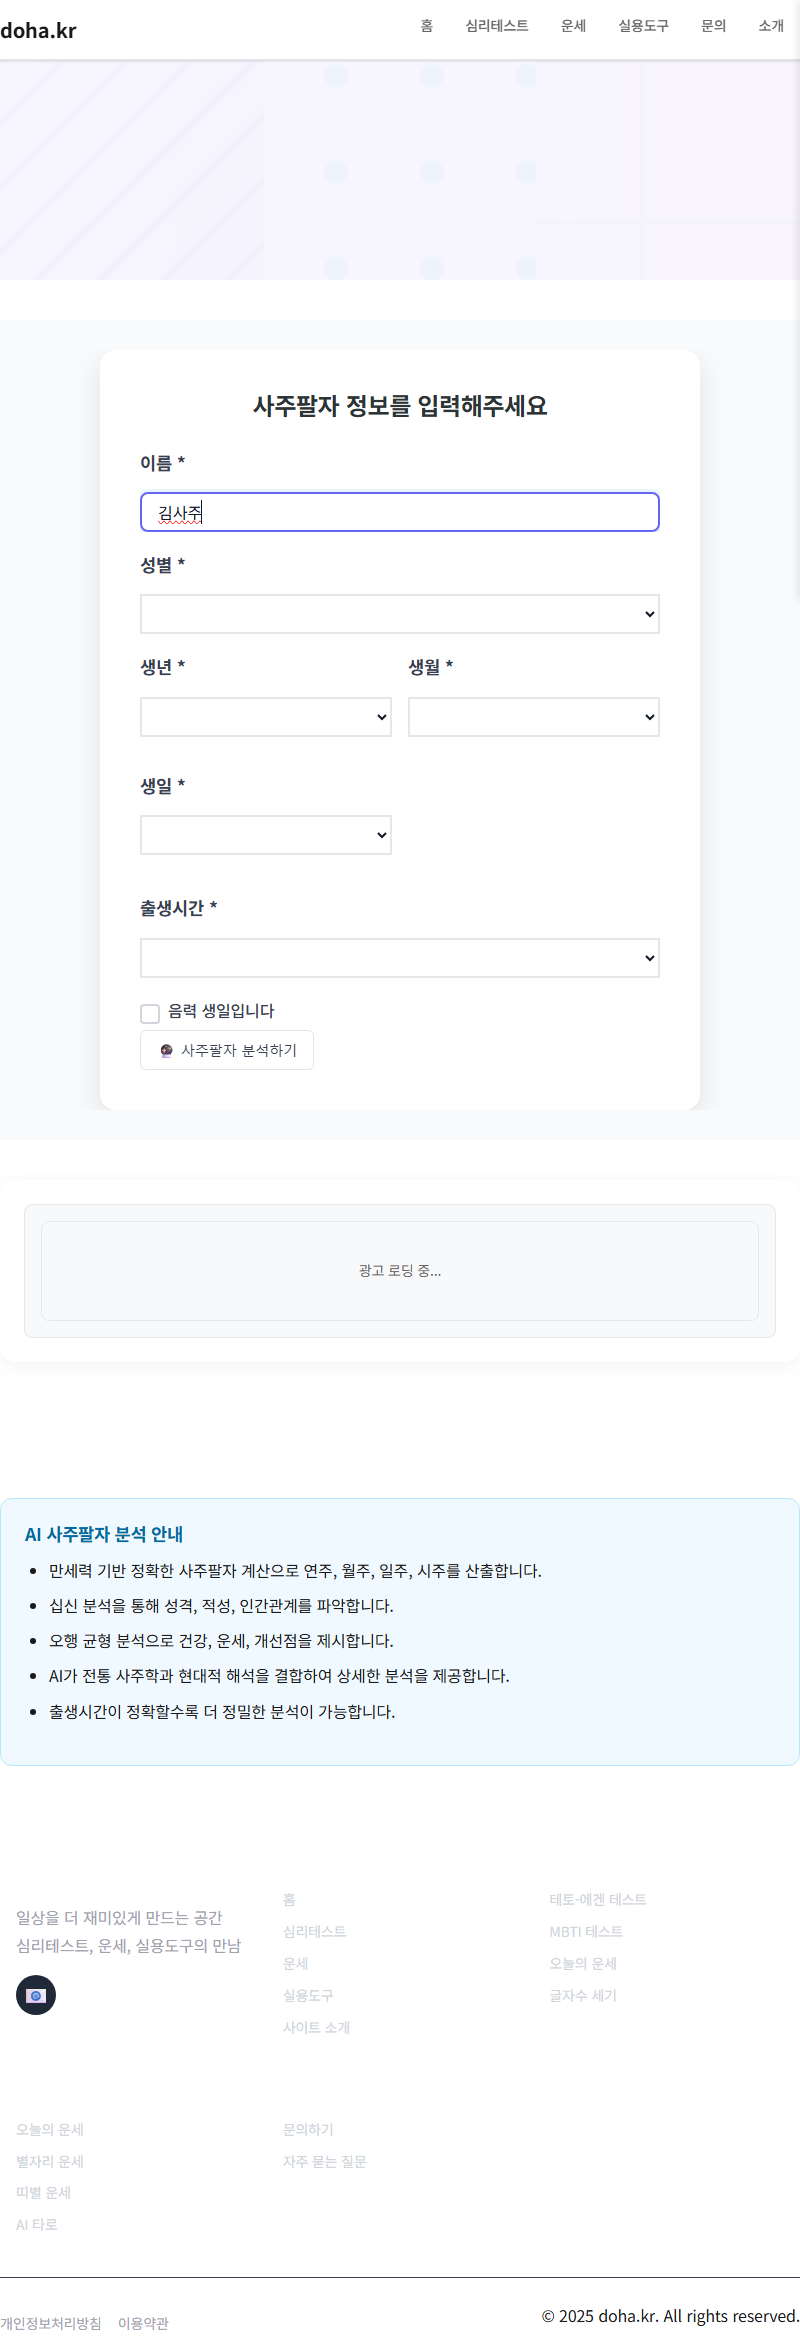 doha.kr
홈 심리테스트 운세 실용도구 문의 소개
사주팔자 정보를 입력해주세요
이름 *
김사주
성별 *
생년 * 생월 *
생일 *
출생시간 *
음력 생일입니다
사주팔자 분석하기
광고 로딩 중...
AI 사주팔자 분석 안내
만세력 기반 정확한 사주팔자 계산으로 연주, 월주, 일주, 시주를 산출합니다.
십신 분석을 통해 성격, 적성, 인간관계를 파악합니다.
오행 균형 분석으로 건강, 운세, 개선점을 제시합니다.
AI가 전통 사주학과 현대적 해석을 결합하여 상세한 분석을 제공합니다.
출생시간이 정확할수록 더 정밀한 분석이 가능합니다.
일상을 더 재미있게 만드는 공간
심리테스트, 운세, 실용도구의 만남
홈
심리테스트
운세
실용도구
사이트 소개
테토-에겐 테스트
MBTI 테스트
오늘의 운세
글자수 세기
오늘의 운세
별자리 운세
띠별 운세
AI 타로
문의하기
자주 묻는 질문
개인정보처리방침 이용약관
© 2025 doha.kr. All rights reserved.